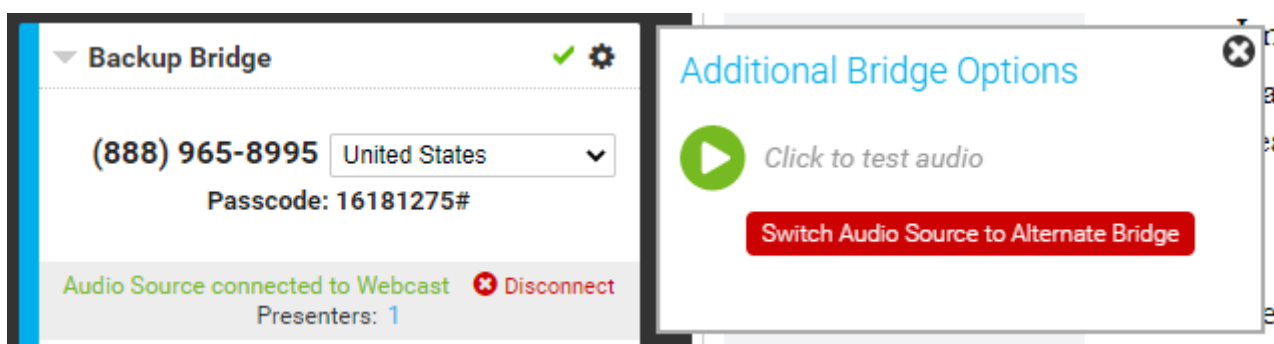 Backup Bridge
(888) 965-8995 United States
Passcode: 16181275#
Audio Source connected to Webcast Disconnect
Presenters: 1
Additional Bridge Options
Click to test audio
Switch Audio Source to Alternate Bridge